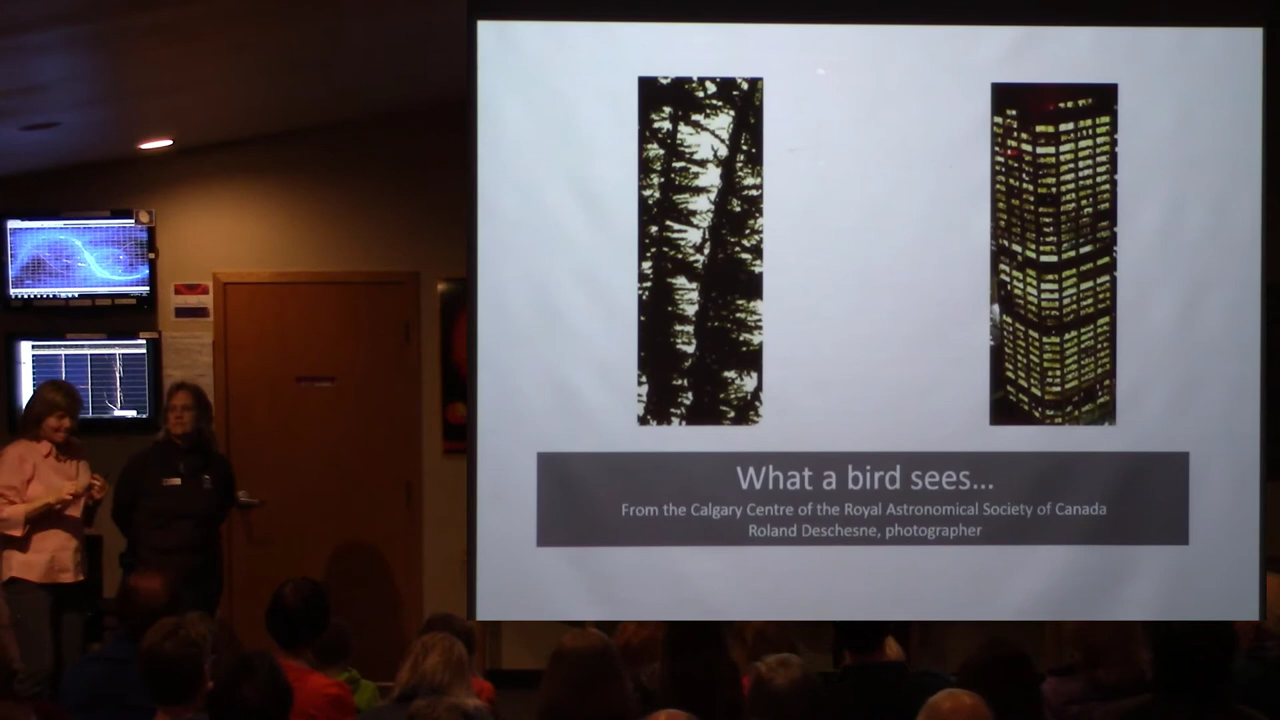 What a bird sees...
From the Calgary Centre of the Royal Astronomical Society of Canada
Roland Deschesne, photographer